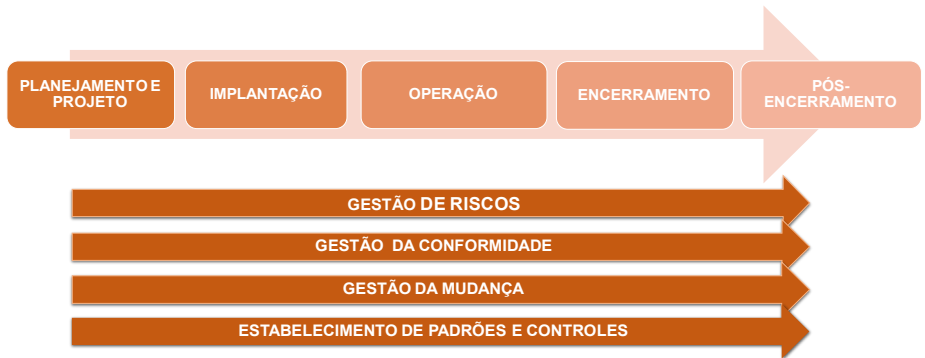 PLANEJAMENTO E
PROJETO
IMPLANTAÇÃO
OPERAÇÃO
ENCERRAMENTO
PÓS-
ENCERRAMENTO
GESTÃO DE RISCOS
GESTÃO DA CONFORMIDADE
GESTÃO DA MUDANÇA
ESTABELECIMENTO DE PADRÕES E CONTROLES